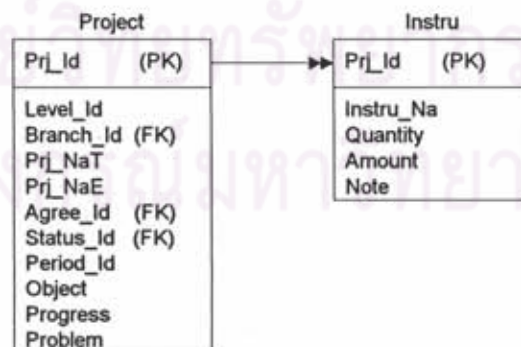 Project
Prj_Id (PK)
Level_Id
Branch_Id (FK)
Prj_NaT
Prj_NaE
Agree_Id (FK)
Status_Id (FK)
Period_Id
Object
Progress
Problem
Instru
Prj_Id (PK)
Instru_Na
Quantity
Amount
Note